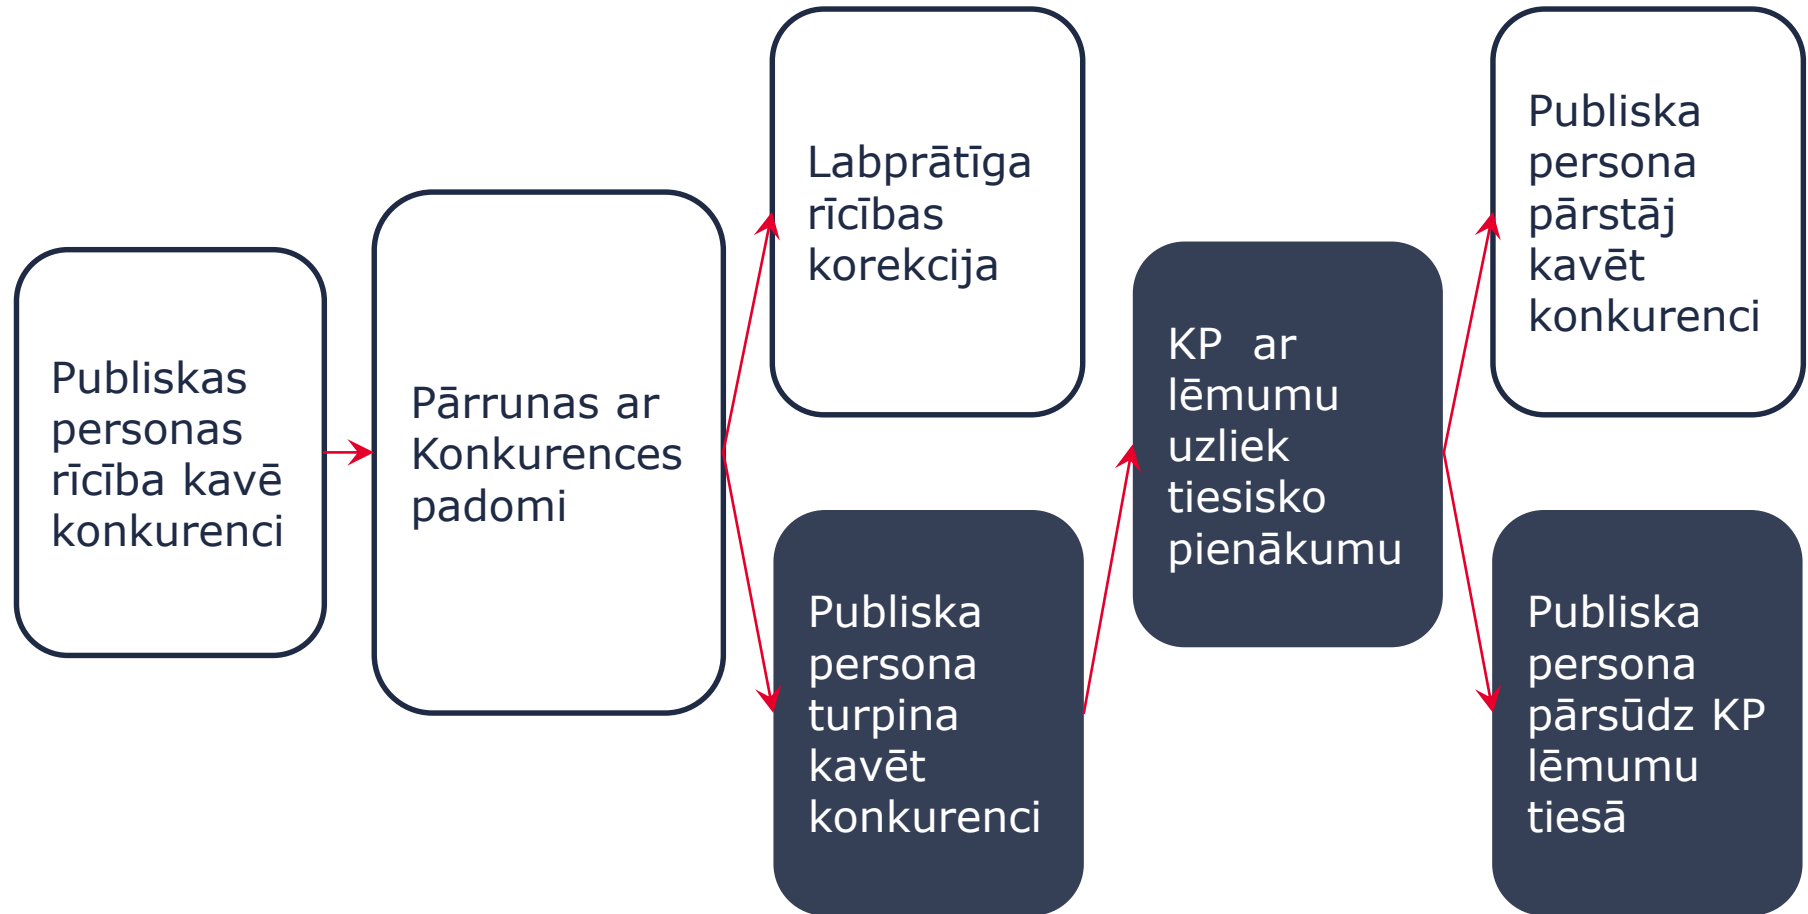 Publiskas
personas
rīcība kavē
konkurenci
Pārrunas ar
Konkurences
padomi
Labprātīga
rīcības
korekcija
Publiska
persona
turpina
kavēt
konkurenci
KP  ar
lēmumu
uzliek
tiesisko
pienākumu
Publiska
persona
pārstāj
kavēt
konkurenci
Publiska
persona
pārsūdz KP
lēmumu
tiesā